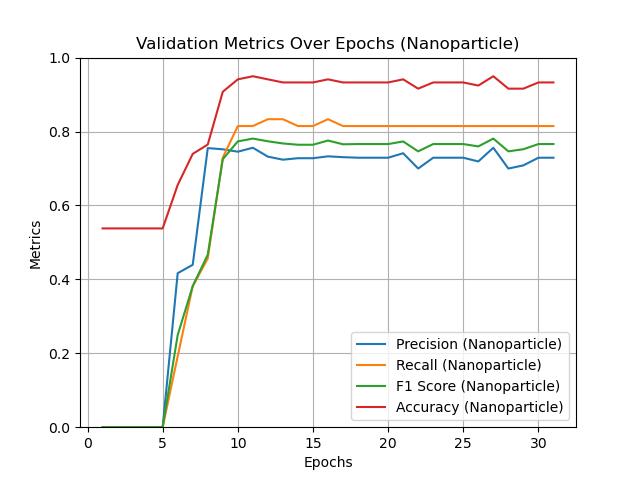 Validation Metrics Over Epochs (Nanoparticle)
1.0
0.8
0.6
0.4
0.2
0.0
Metrics
Precision (Nanoparticle)
Recall (Nanoparticle)
F1 Score (Nanoparticle)
Accuracy (Nanoparticle)
0 5 10 15 20 25 30
Epochs